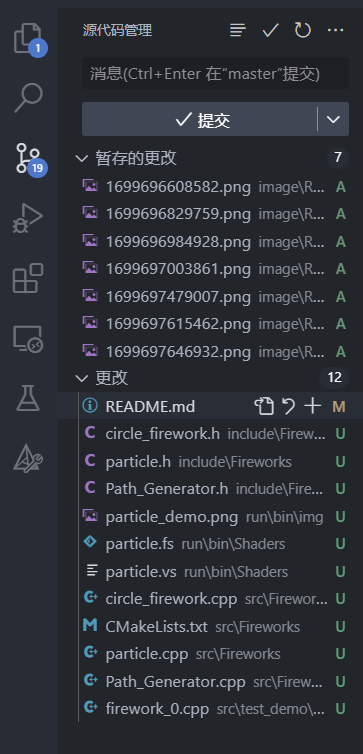 源代码管理
1
消息(Ctrl+Enter 在“master”提交)
提交
19
暂存的更改 7
1699696608582.png image\R... A
1699696829759.png image\R... A
1699696984928.png image\R... A
1699697003861.png image\R... A
1699697479007.png image\R... A
1699697615462.png image\R... A
1699697646932.png image\R... A
更改 12
README.md M
circle_firework.h include\Firew... U
particle.h include\Fireworks U
Path_Generator.h include\Fire... U
particle_demo.png run\bin\img U
particle.fs run\bin\Shaders U
particle.vs run\bin\Shaders U
circle_firework.cpp src\Firewor... U
CMakeLists.txt src\Fireworks U
particle.cpp src\Fireworks U
Path_Generator.cpp src\Firew... U
firework_0.cpp src\test_demo\... U